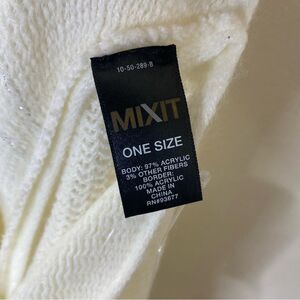 10-50-289-B
MIXIT
ONE SIZE
BODY: 97% ACRYLIC
3% OTHER FIBERS
BORDER:
100% ACRYLIC
MADE IN
CHINA
RN#93677